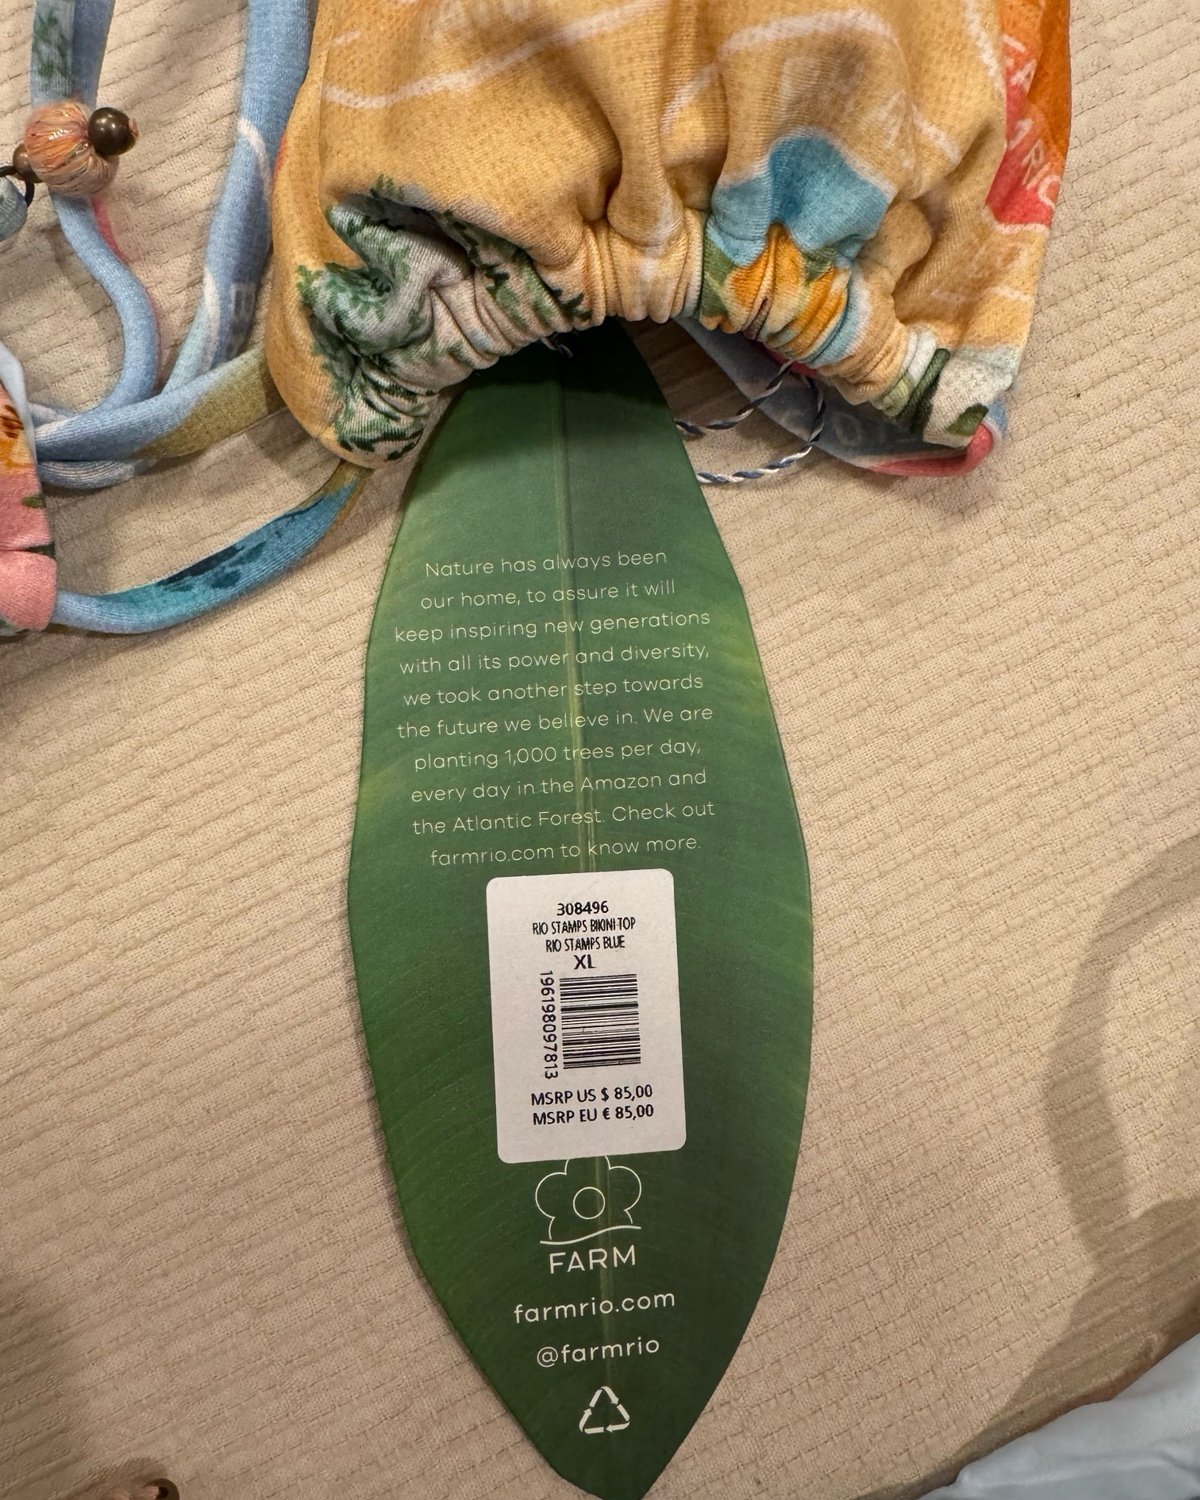 Nature has always been
our home, to assure it will
keep inspiring new generations
with all its power and diversity,
we took another step towards
the future we believe in. We are
planting 1,000 trees per day,
every day in the Amazon and
the Atlantic Forest. Check out
farmrio.com to know more.
308496
RIO STAMPS BIKINI TOP
RIO STAMPS BLUE
XL
196198097813
MSRP US $ 85,00
MSRP EU € 85,00
FARM
farmrio.com
@farmrio